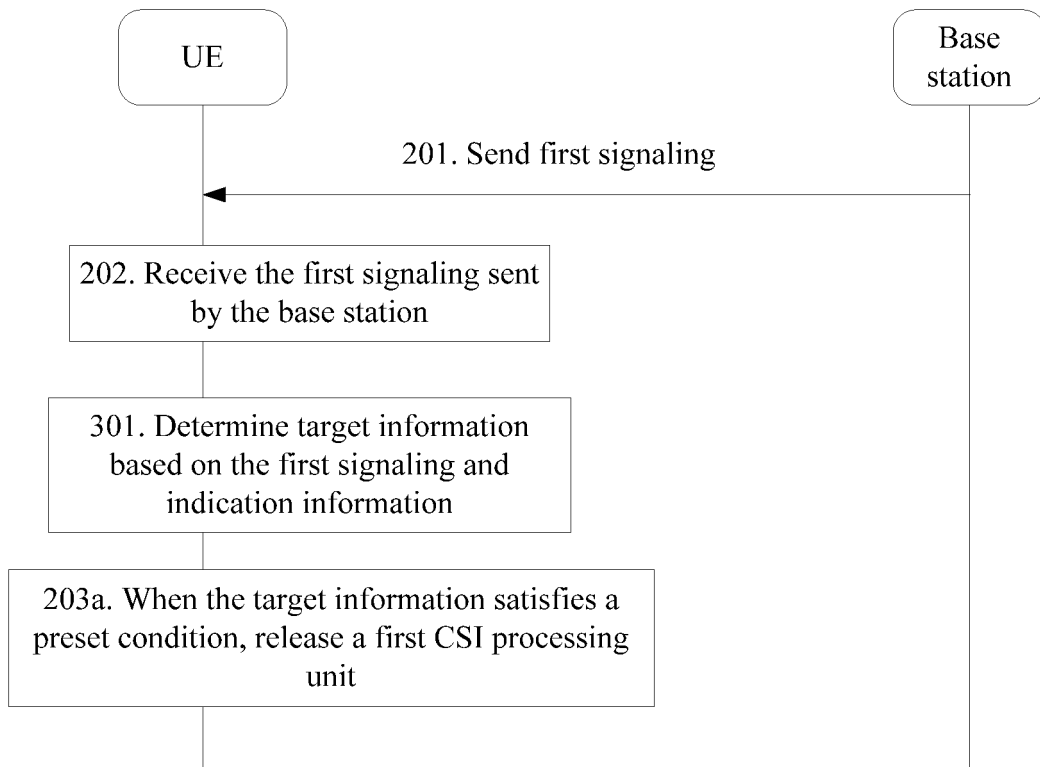 UE
Base
station
201. Send first signaling
202. Receive the first signaling sent
by the base station
301. Determine target information
based on the first signaling and
indication information
203a. When the target information satisfies a
preset condition, release a first CSI processing
unit